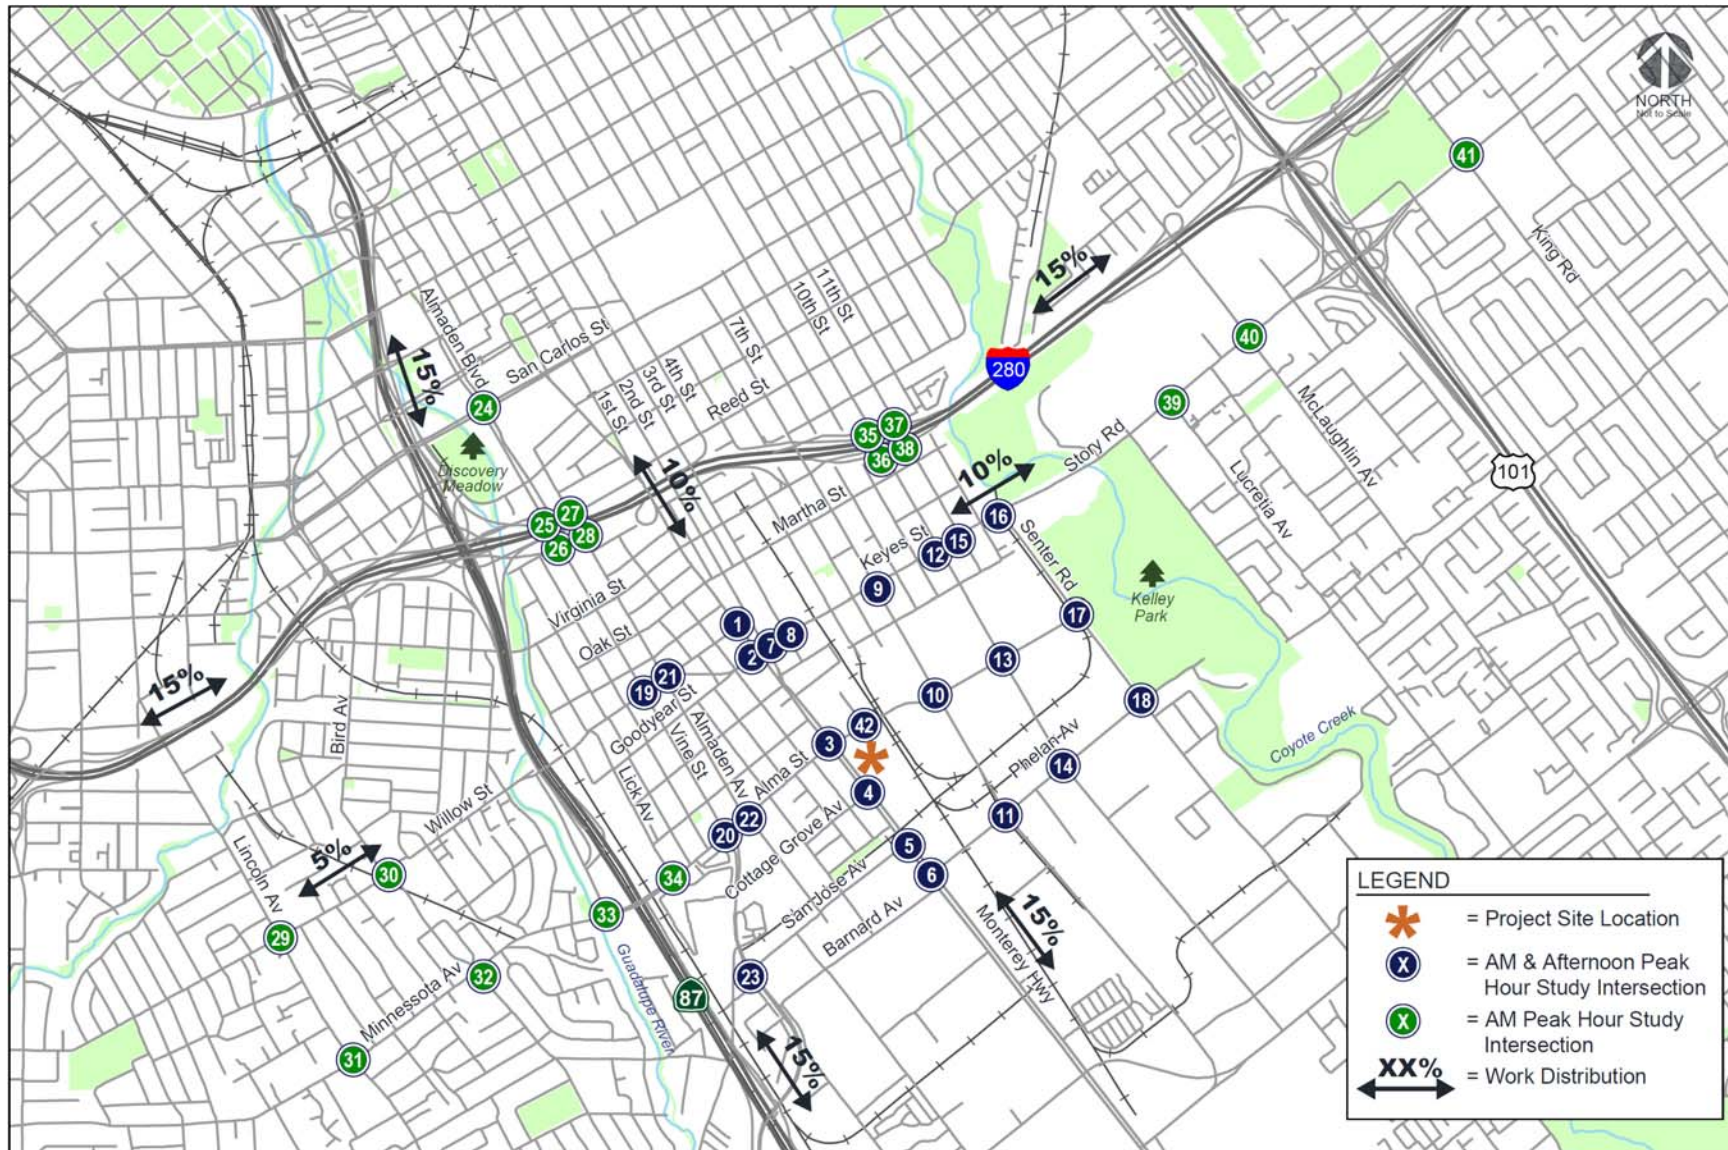 NORTH
Not to Scale
41
King Rd
15%
11th St
10th St
40
Almaden Blvd
San Carlos St
7th St
280
15%
4th St
3rd St
2nd St
1st St
Reed St
24
39
McLaughlin Av
37
35
38
36
Story Rd
Discovery
Meadow
10%
10%
Lucretia Av
101
27
25
28
26
Martha St
16
15
12
Keyes St
Senter Rd
9
Virginia St
Kelley
Park
17
1
8
7
2
Oak St
13
21
19
15%
10
18
Bird Av
Goodyear St
Vine St
Almaden Av
42
3
Coyote Creek
Phelan Av
14
4
Lick Av
Alma St
Willow St
22
20
11
Cottage Grove Av
5
Lincoln Av
5%
30
34
6
San Jose Av
33
Barnard Av
29
15%
Monterey Hwy
32
23
Minnesota Av
Guadalupe River
87
31
15%
LEGEND
= Project Site Location
X
= AM & Afternoon Peak
Hour Study Intersection
X
= AM Peak Hour Study
Intersection
XX%
= Work Distribution